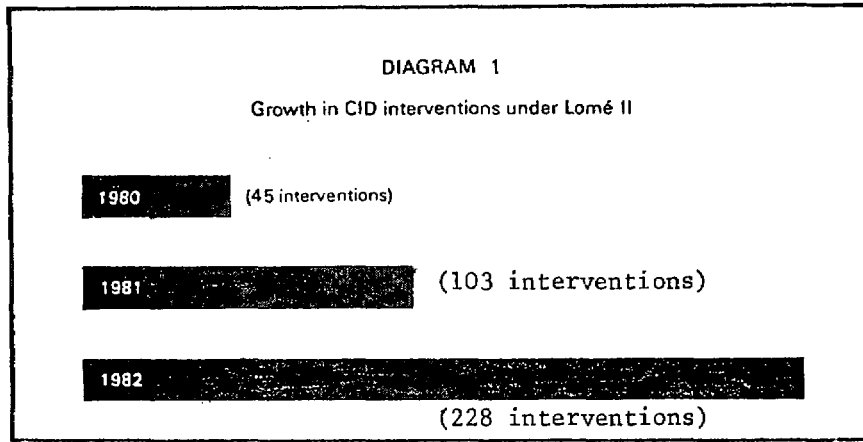 DIAGRAM 1
Growth in CID interventions under Lomé II
1980 (45 interventions)
1981 (103 interventions)
1982
(228 interventions)